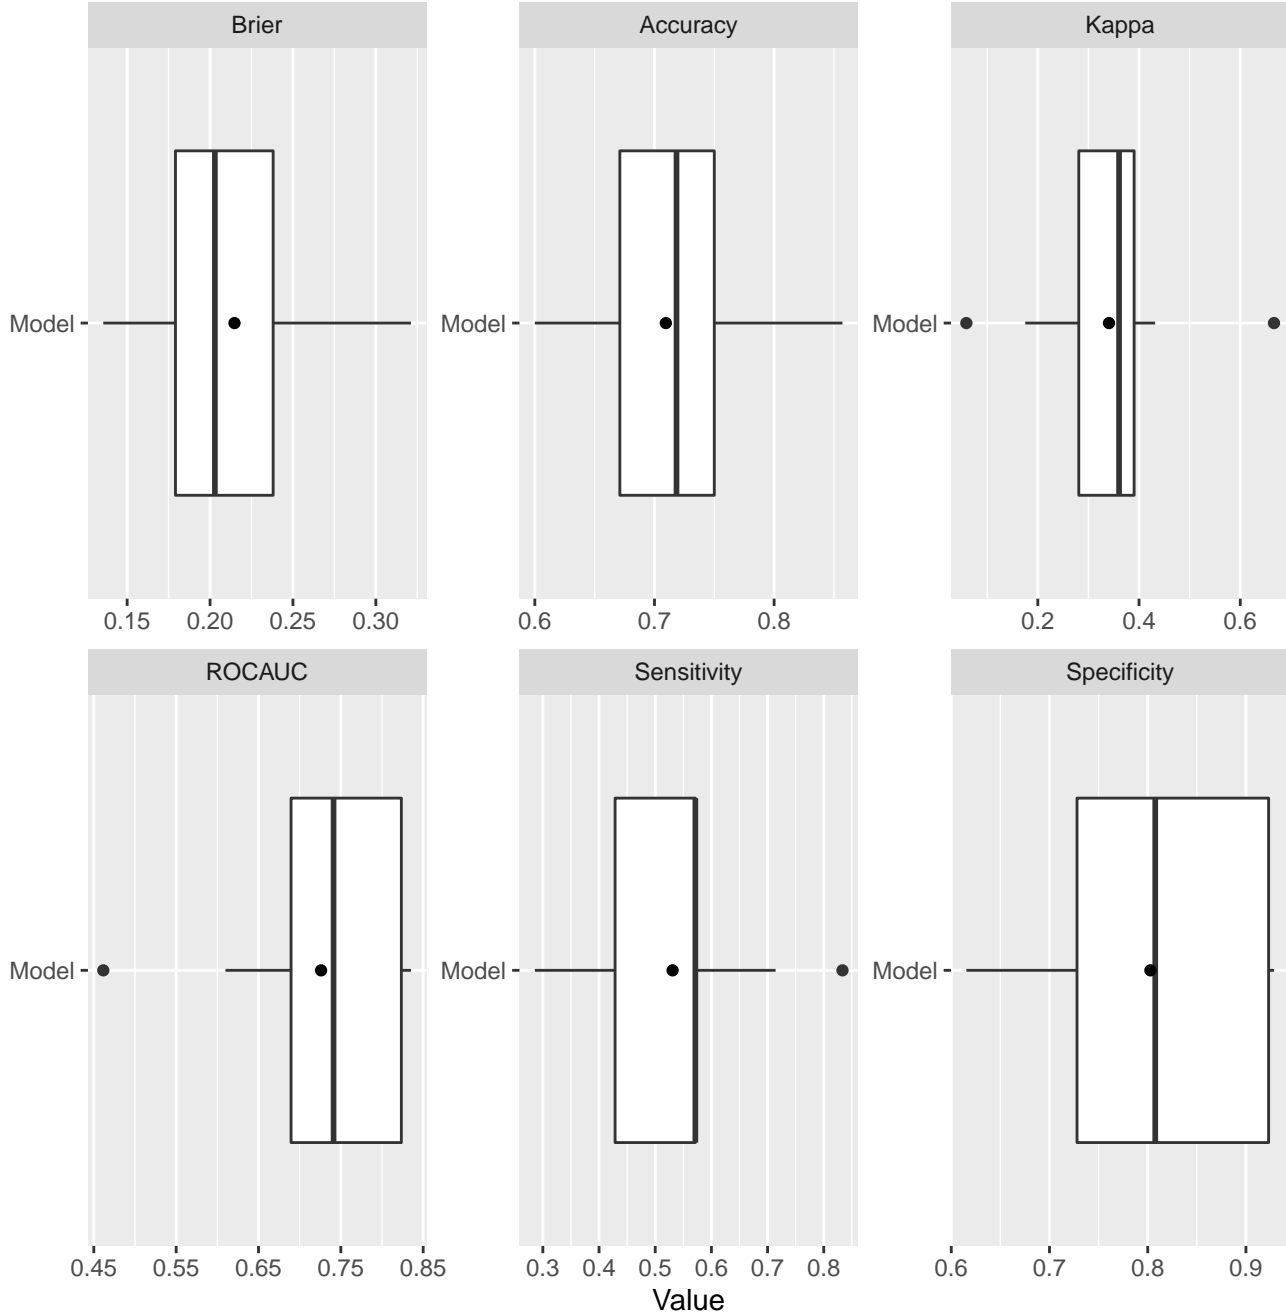 Brier Accuracy Kappa
Model Model Model
0.15 0.20 0.25 0.30 0.6 0.7 0.8 0.2 0.4 0.6
ROCAUC Sensitivity Specificity
Model Model Model
0.45 0.55 0.65 0.75 0.85 0.3 0.4 0.5 0.6 0.7 0.8 0.6 0.7 0.8 0.9
Value